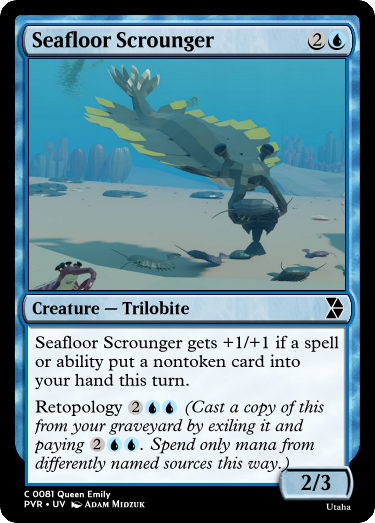 Seafloor Scrounger 2
Creature — Trilobite
Seafloor Scrounger gets +1/+1 if a spell
or ability put a nontoken card into
your hand this turn.
Retopology 2 (Cast a copy of this
from your graveyard by exiling it and
paying 2. Spend only mana from
differently named sources this way.)
2/3
C 0081 Queen Emily
PVR • UV Adam Midzuk
Utaha